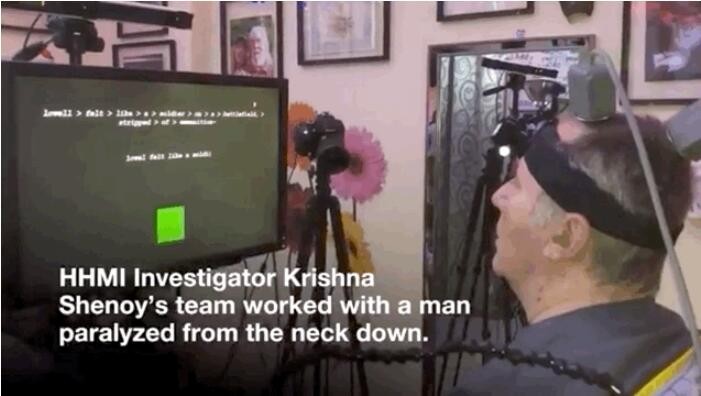 lowell > felt > like > a > soldier > on > a > battlefield, >
stripped > of > ammunition-
lowel felt like a soldi:
HHMI Investigator Krishna
Shenoy's team worked with a man
paralyzed from the neck down.